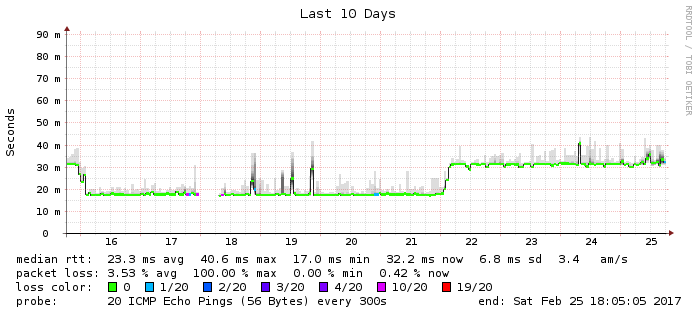 Last 10 Days
RRDTOOL / TOBI OETIKER
Seconds
90 m
80 m
70 m
60 m
50 m
40 m
30 m
20 m
10 m
0
16 17 18 19 20 21 22 23 24 25
median rtt: 23.3 ms avg 40.6 ms max 17.0 ms min 32.2 ms now 6.8 ms sd 3.4 am/s
packet loss: 3.53 % avg 100.00 % max 0.00 % min 0.42 % now
loss color: 0 1/20 2/20 3/20 4/20 10/20 19/20
probe: 20 ICMP Echo Pings (56 Bytes) every 300s end: Sat Feb 25 18:05:05 2017